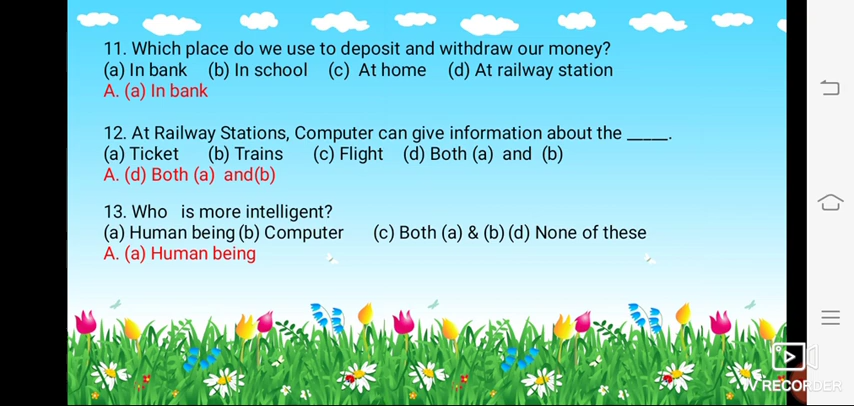 11. Which place do we use to deposit and withdraw our money?
(a) In bank (b) In school (c) At home (d) At railway station
A. (a) In bank
12. At Railway Stations, Computer can give information about the _____.
(a) Ticket (b) Trains (c) Flight (d) Both (a) and (b)
A. (d) Both (a) and(b)
13. Who is more intelligent?
(a) Human being (b) Computer (c) Both (a) & (b) (d) None of these
A. (a) Human being
V RECORDER